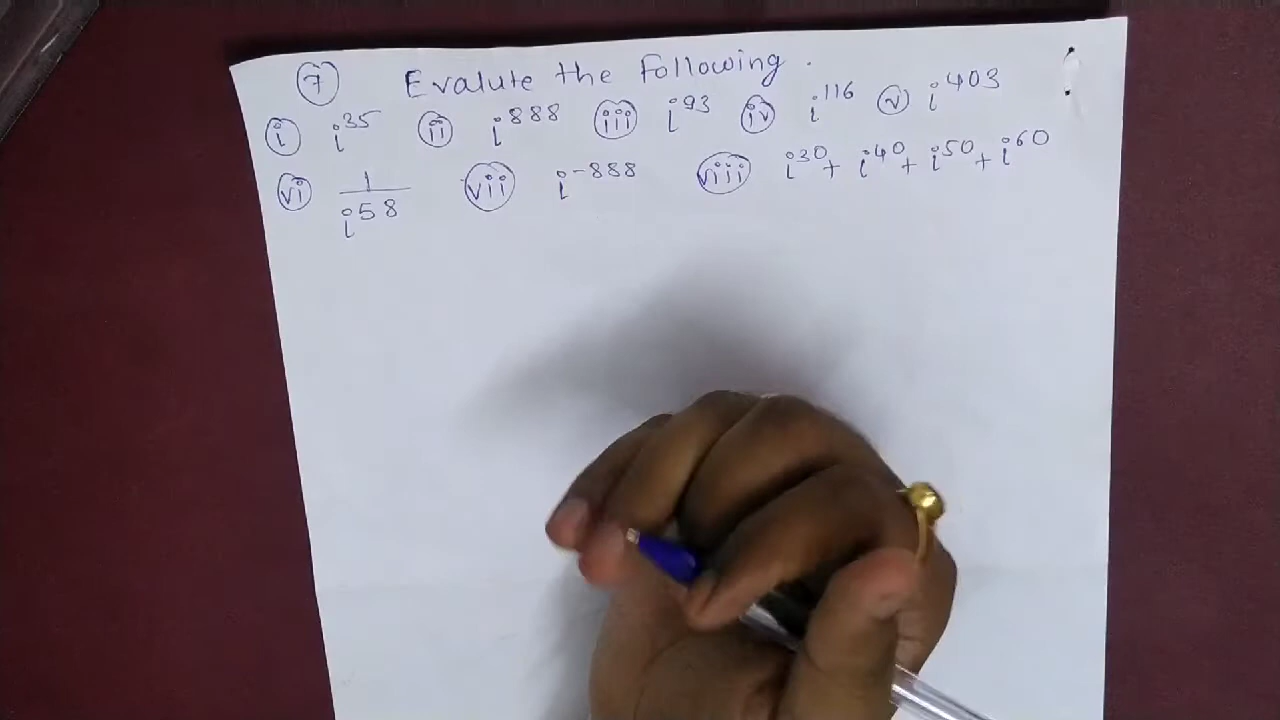 7 Evalute the following.
i i^35 ii i^888 iii i^93 iv i^116 v i^403
vi 1/i^58 vii i^-888 viii i^30 + i^40 + i^50 + i^60